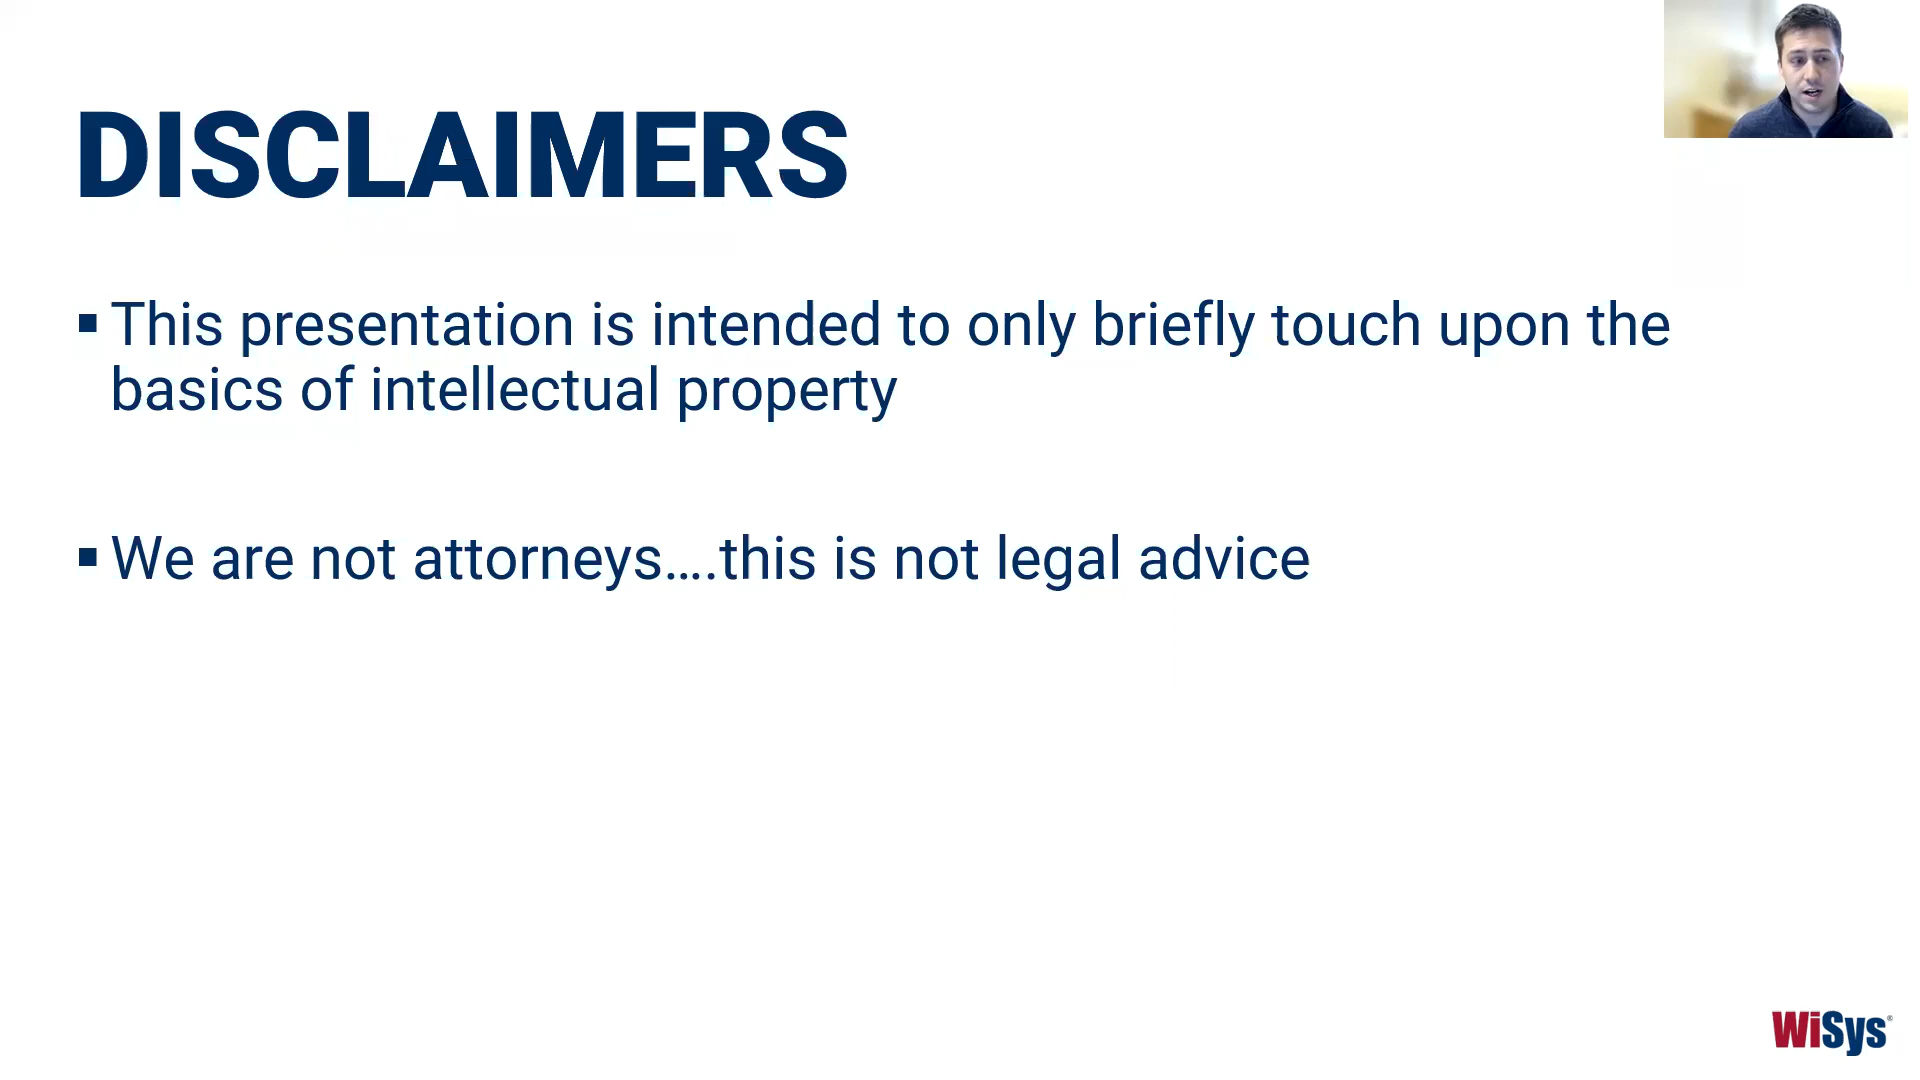 DISCLAIMERS
▪ This presentation is intended to only briefly touch upon the
basics of intellectual property
▪ We are not attorneys....this is not legal advice
WiSys®